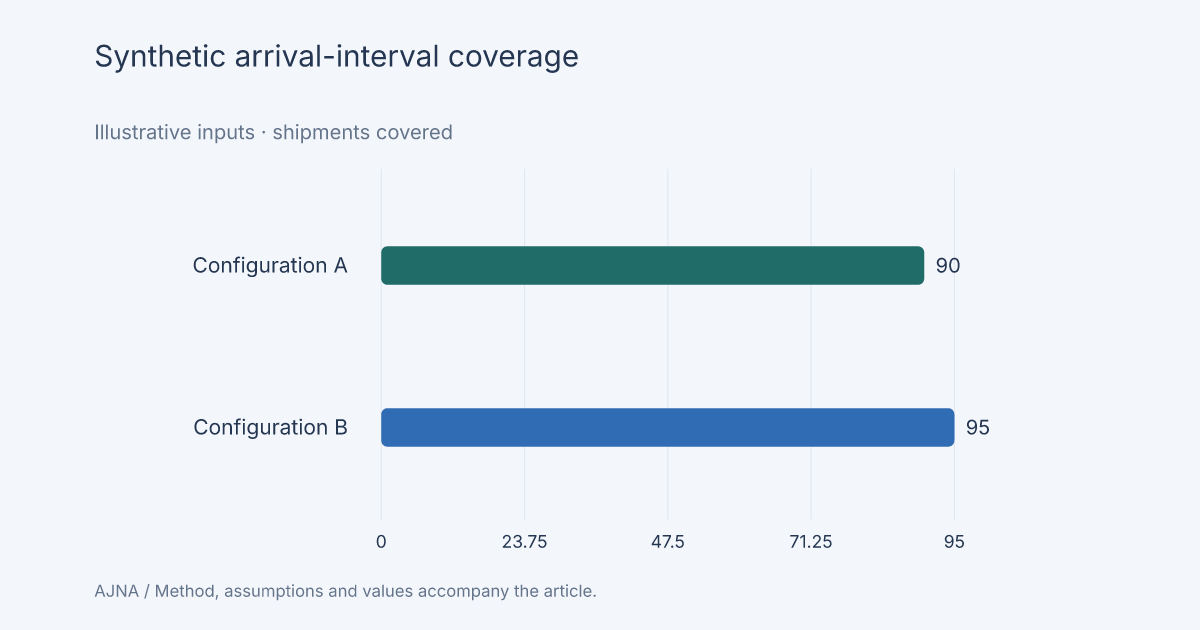 Synthetic arrival-interval coverage
Illustrative inputs · shipments covered
Configuration A
90
Configuration B
95
0 23.75 47.5 71.25 95
AJNA / Method, assumptions and values accompany the article.